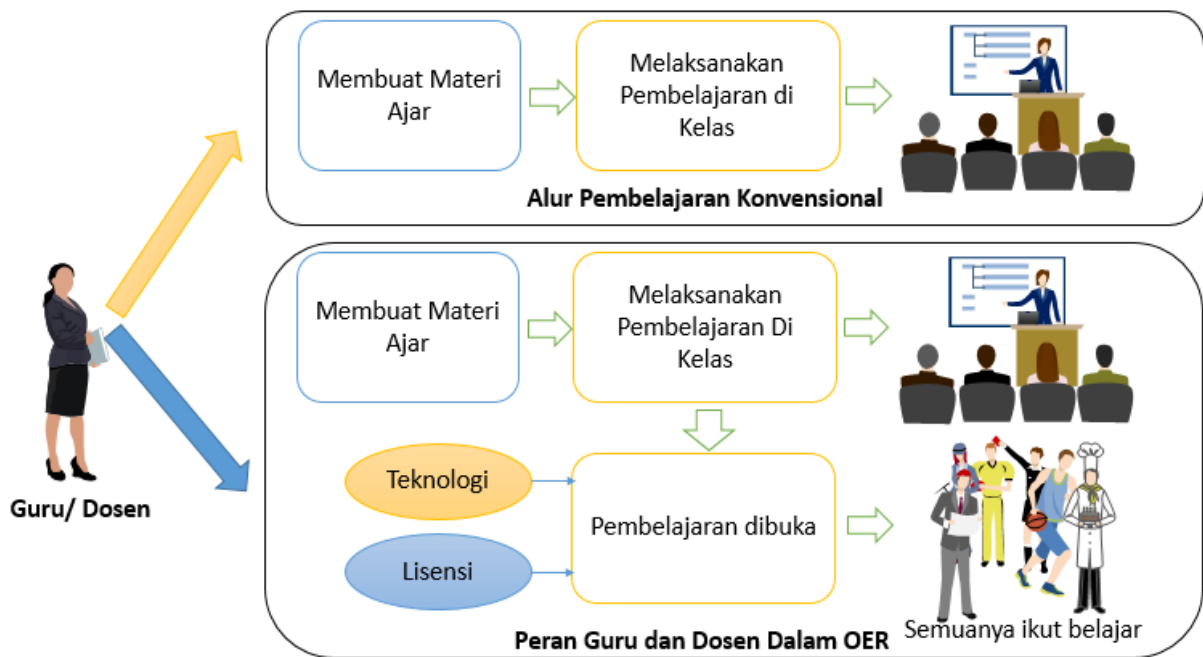 Membuat Materi
Ajar
Melaksanakan
Pembelajaran di
Kelas
Alur Pembelajaran Konvensional
Guru/ Dosen
Membuat Materi
Ajar
Melaksanakan
Pembelajaran Di
Kelas
Teknologi
Lisensi
Pembelajaran dibuka
Semuanya ikut belajar
Peran Guru dan Dosen Dalam OER